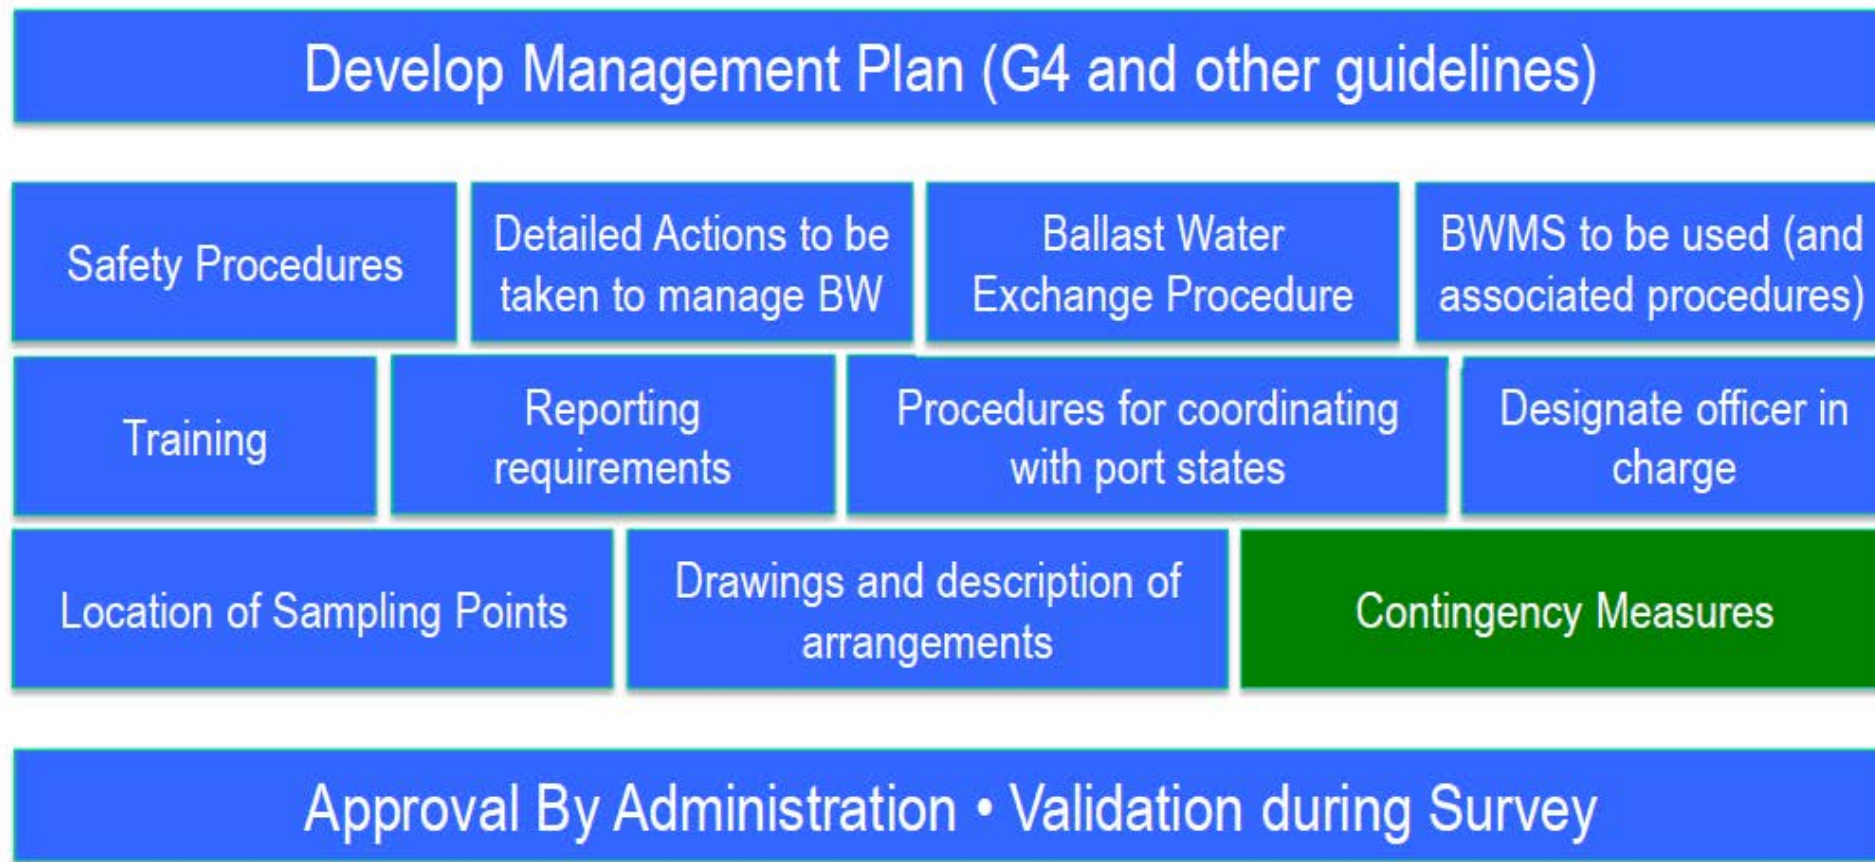 Develop Management Plan (G4 and other guidelines)
Safety Procedures
Detailed Actions to be
taken to manage BW
Ballast Water
Exchange Procedure
BWMS to be used (and
associated procedures)
Training
Reporting
requirements
Procedures for coordinating
with port states
Designate officer in
charge
Location of Sampling Points
Drawings and description of
arrangements
Contingency Measures
Approval By Administration • Validation during Survey